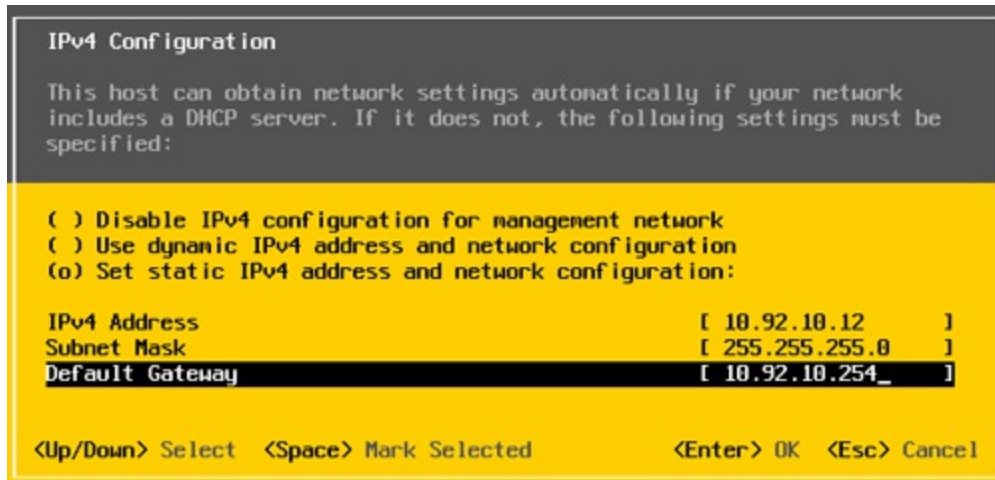 IPv4 Configuration
This host can obtain network settings automatically if your network
includes a DHCP server. If it does not, the following settings must be
specified:
( ) Disable IPv4 configuration for management network
( ) Use dynamic IPv4 address and network configuration
(o) Set static IPv4 address and network configuration:
IPv4 Address [ 10.92.10.12 ]
Subnet Mask [ 255.255.255.0 ]
Default Gateway [ 10.92.10.254_ ]
<Up/Down> Select <Space> Mark Selected <Enter> OK <Esc> Cancel